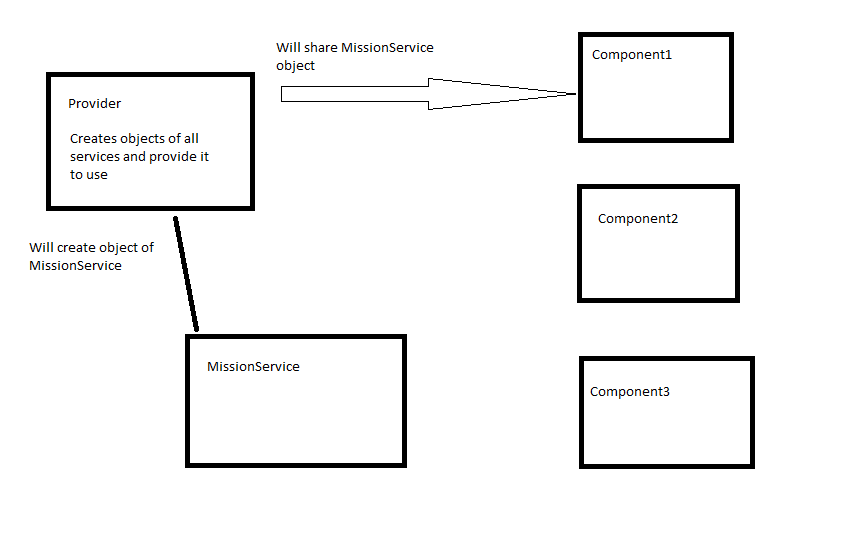 Will share MissionService
object
Component1
Provider
Creates objects of all
services and provide it
to use
Component2
Will create object of
MissionService
MissionService
Component3